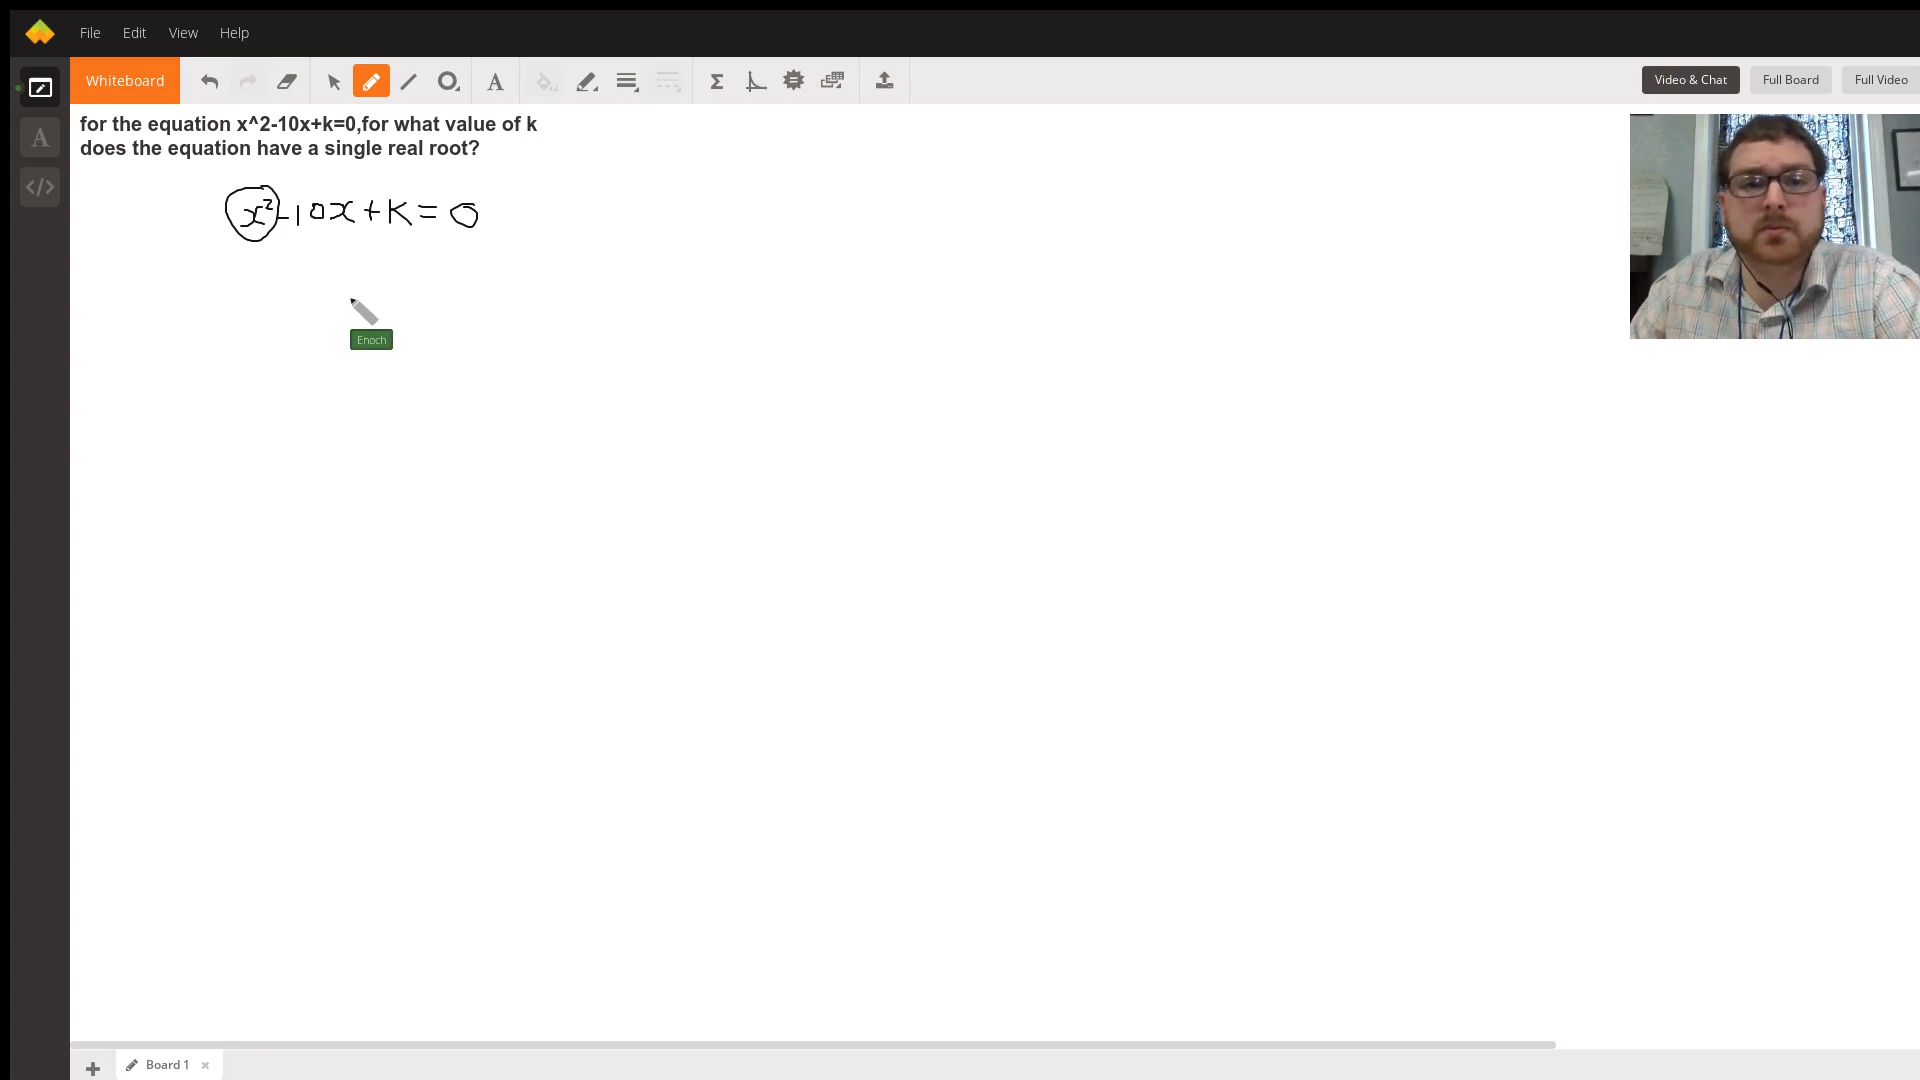 File Edit View Help
Whiteboard A Σ Video & Chat Full Board Full Video
A
</>
for the equation x^2-10x+k=0,for what value of k
does the equation have a single real root?
x²-10x+K=0
Enoch
+ Board 1 ×